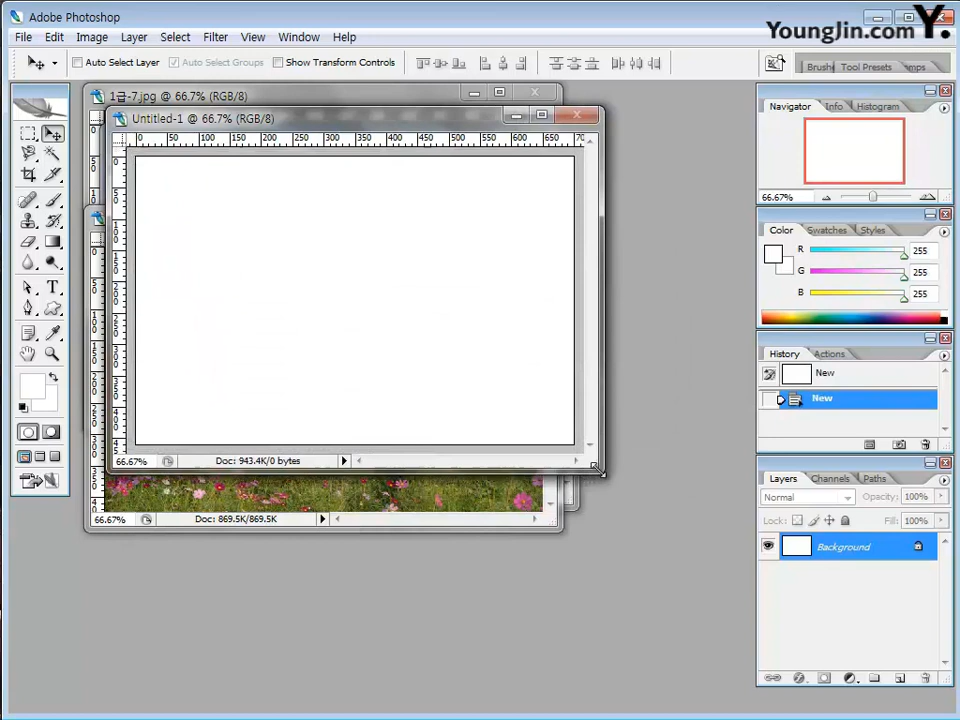 Adobe Photoshop
YoungJin.com Y.
File Edit Image Layer Select Filter View Window Help
Auto Select Layer Auto Select Groups Show Transform Controls
Brushe Tool Presets mps
1급-7.jpg @ 66.7% (RGB/8)
Untitled-1 @ 66.7% (RGB/8)
0 50 100 150 200 250 300 350 400 450 500 550 600 650 70
Navigator Info Histogram
66.67%
Color Swatches Styles
R 255
G 255
B 255
History Actions
New
New
66.67% Doc: 943.4K/0 bytes
66.67% Doc: 869.5K/869.5K
Layers Channels Paths
Normal Opacity: 100%
Lock: Fill: 100%
Background